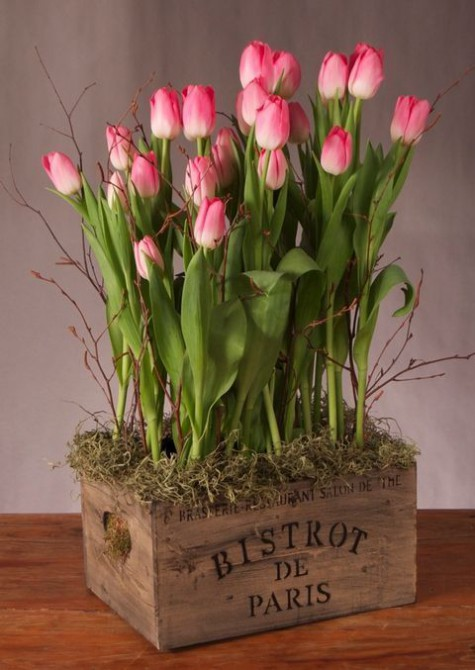 BRASSERIE-RESTAURANT SALON DE THE
BISTROT
DE
PARIS